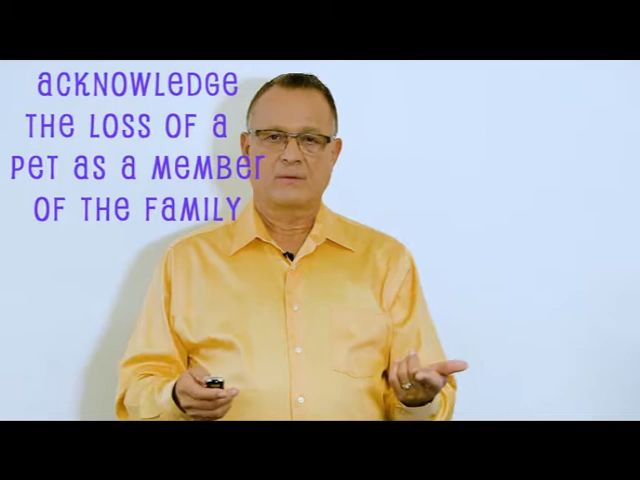 acknowledge
the loss of a
pet as a member
of the family